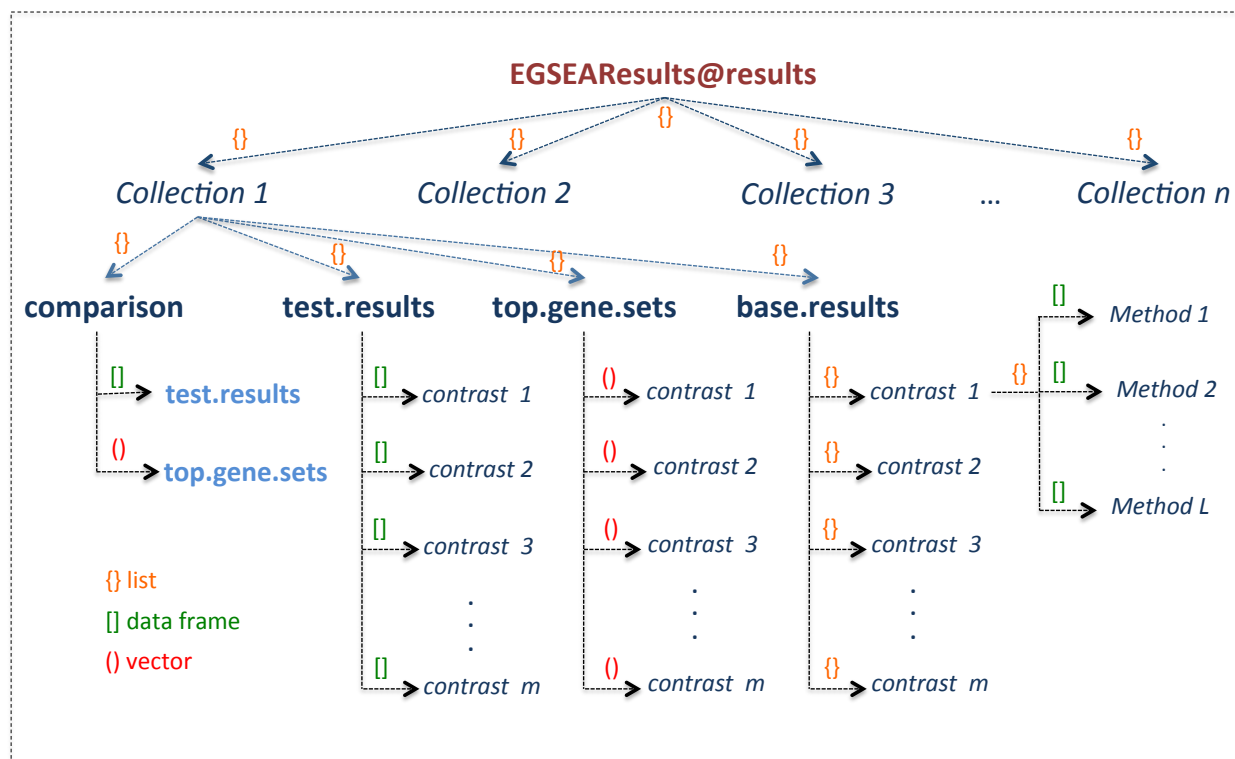 EGSEAResults@results
{}
{} {} {} {}
Collection 1 Collection 2 Collection 3 ... Collection n
{} {} {} {}
comparison test.results top.gene.sets base.results
[] Method 1
[] test.results [] contrast 1 () contrast 1 {} contrast 1 {} [] Method 2
() top.gene.sets [] contrast 2 () contrast 2 {} contrast 2
. . .
[] Method L
[] contrast 3 () contrast 3 {} contrast 3
{} list
[] data frame
() vector
. . .
. . .
. . .
[] contrast m () contrast m {} contrast m